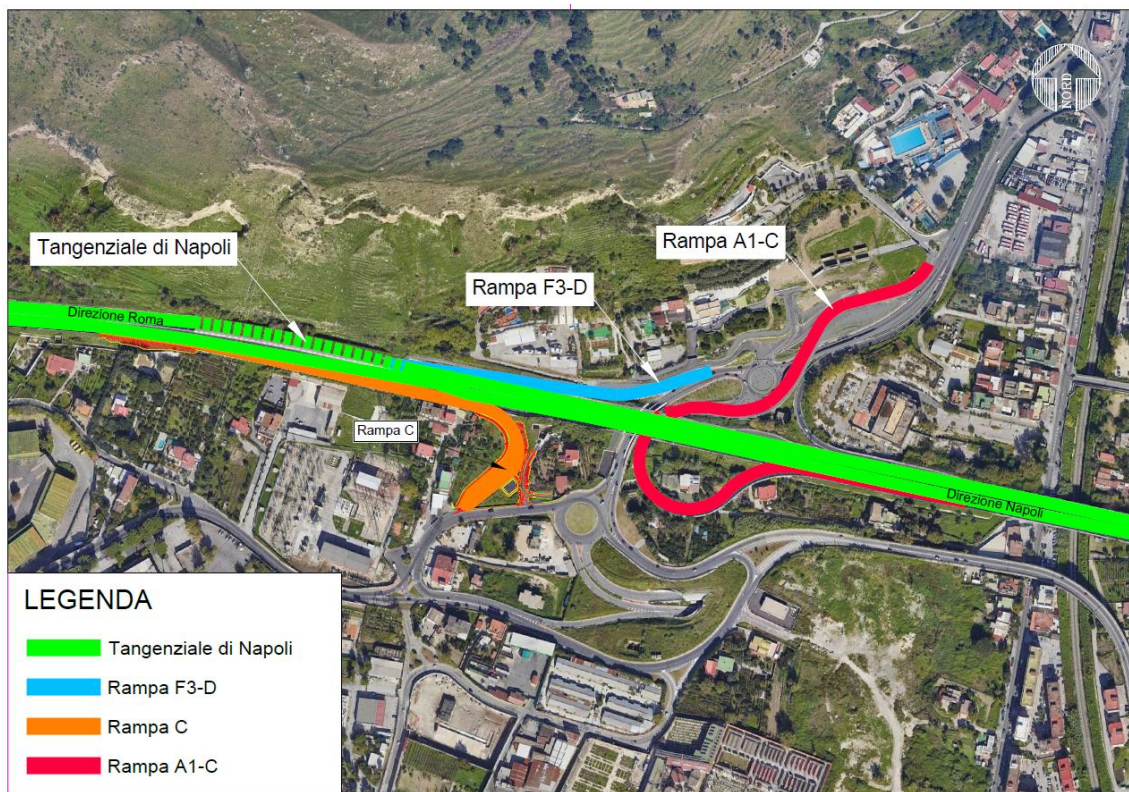 NORD
Tangenziale di Napoli
Rampa A1-C
Rampa F3-D
Direzione Roma
Rampa C
Direzione Napoli
LEGENDA
Tangenziale di Napoli
Rampa F3-D
Rampa C
Rampa A1-C